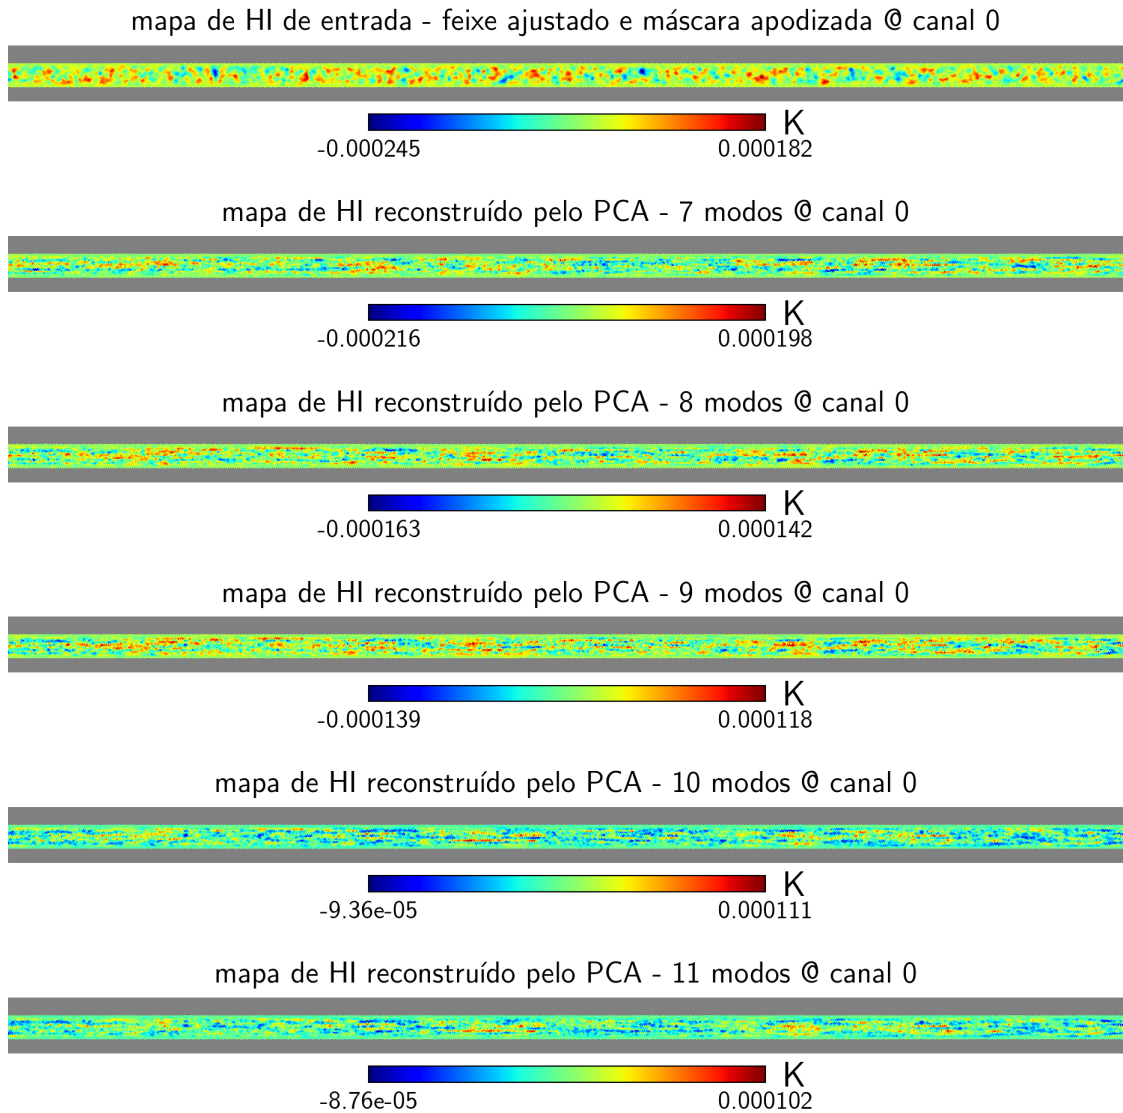 mapa de HI de entrada - feixe ajustado e máscara apodizada @ canal 0
K
-0.000245 0.000182
mapa de HI reconstruído pelo PCA - 7 modos @ canal 0
K
-0.000216 0.000198
mapa de HI reconstruído pelo PCA - 8 modos @ canal 0
K
-0.000163 0.000142
mapa de HI reconstruído pelo PCA - 9 modos @ canal 0
K
-0.000139 0.000118
mapa de HI reconstruído pelo PCA - 10 modos @ canal 0
K
-9.36e-05 0.000111
mapa de HI reconstruído pelo PCA - 11 modos @ canal 0
K
-8.76e-05 0.000102